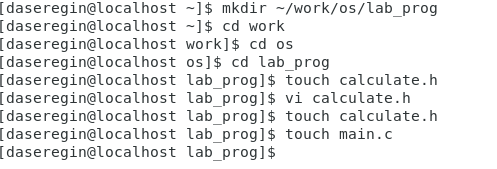 [daseregin@localhost ~]$ mkdir ~/work/os/lab_prog
[daseregin@localhost ~]$ cd work
[daseregin@localhost work]$ cd os
[daseregin@localhost os]$ cd lab_prog
[daseregin@localhost lab_prog]$ touch calculate.h
[daseregin@localhost lab_prog]$ vi calculate.h
[daseregin@localhost lab_prog]$ touch calculate.h
[daseregin@localhost lab_prog]$ touch main.c
[daseregin@localhost lab_prog]$